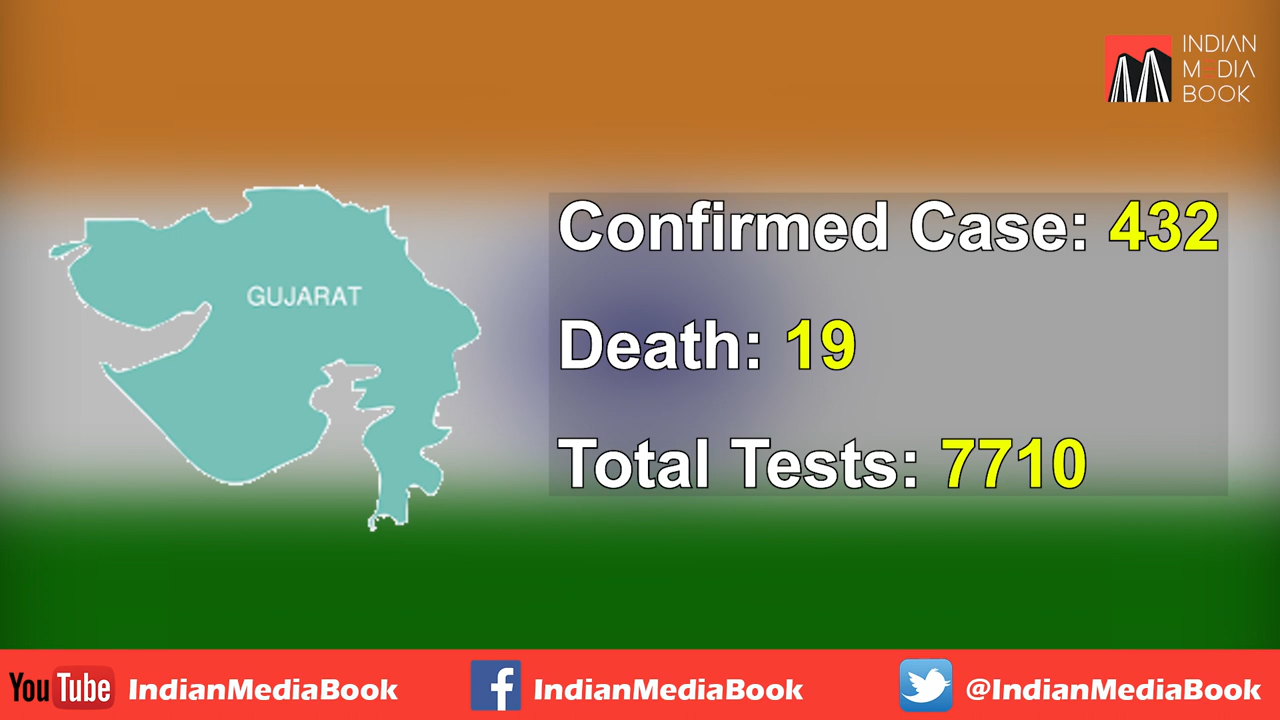 INDIAN
MEDIA
BOOK
GUJARAT
Confirmed Case: 432
Death: 19
Total Tests: 7710
YouTube IndianMediaBook
IndianMediaBook
@IndianMediaBook